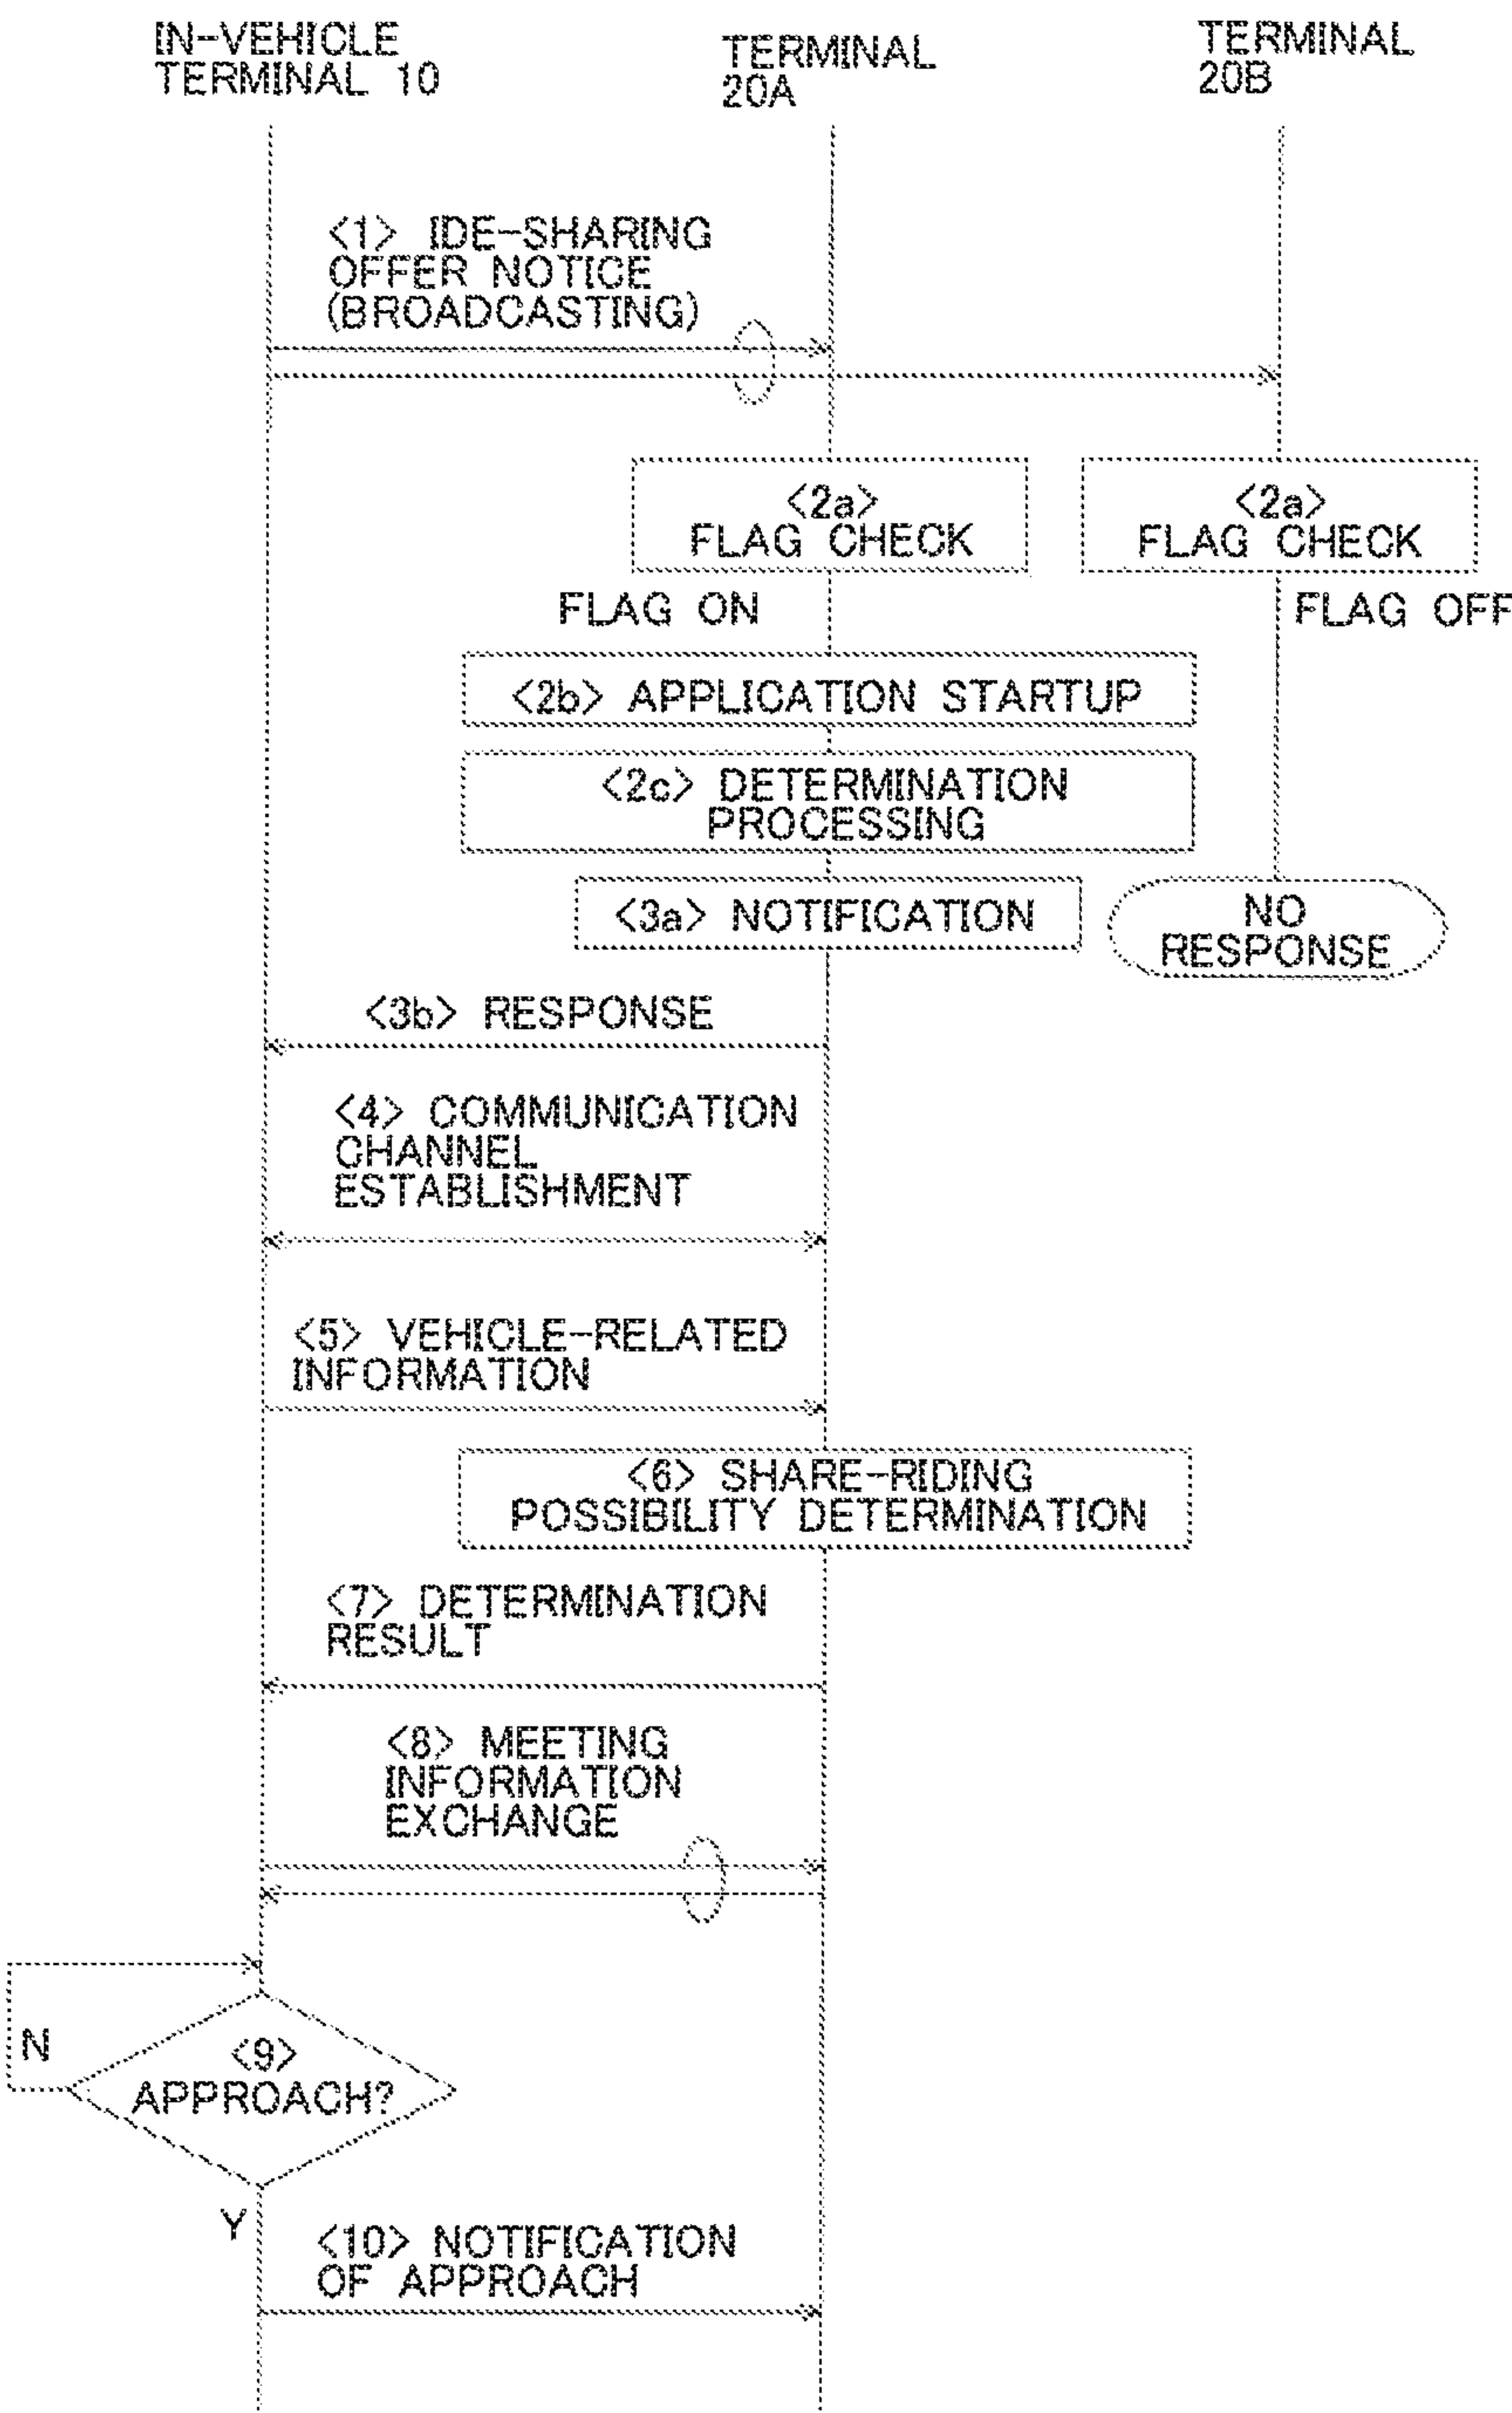 IN-VEHICLE
TERMINAL 10
TERMINAL
20A
TERMINAL
20B
<1> IDE-SHARING
OFFER NOTICE
(BROADCASTING)
<2a>
FLAG CHECK
<2a>
FLAG CHECK
FLAG ON
FLAG OFF
<2b> APPLICATION STARTUP
<2c> DETERMINATION
PROCESSING
<3a> NOTIFICATION
NO
RESPONSE
<3b> RESPONSE
<4> COMMUNICATION
CHANNEL
ESTABLISHMENT
<5> VEHICLE-RELATED
INFORMATION
<6> SHARE-RIDING
POSSIBILITY DETERMINATION
<7> DETERMINATION
RESULT
<8> MEETING
INFORMATION
EXCHANGE
N
<9>
APPROACH?
Y
<10> NOTIFICATION
OF APPROACH